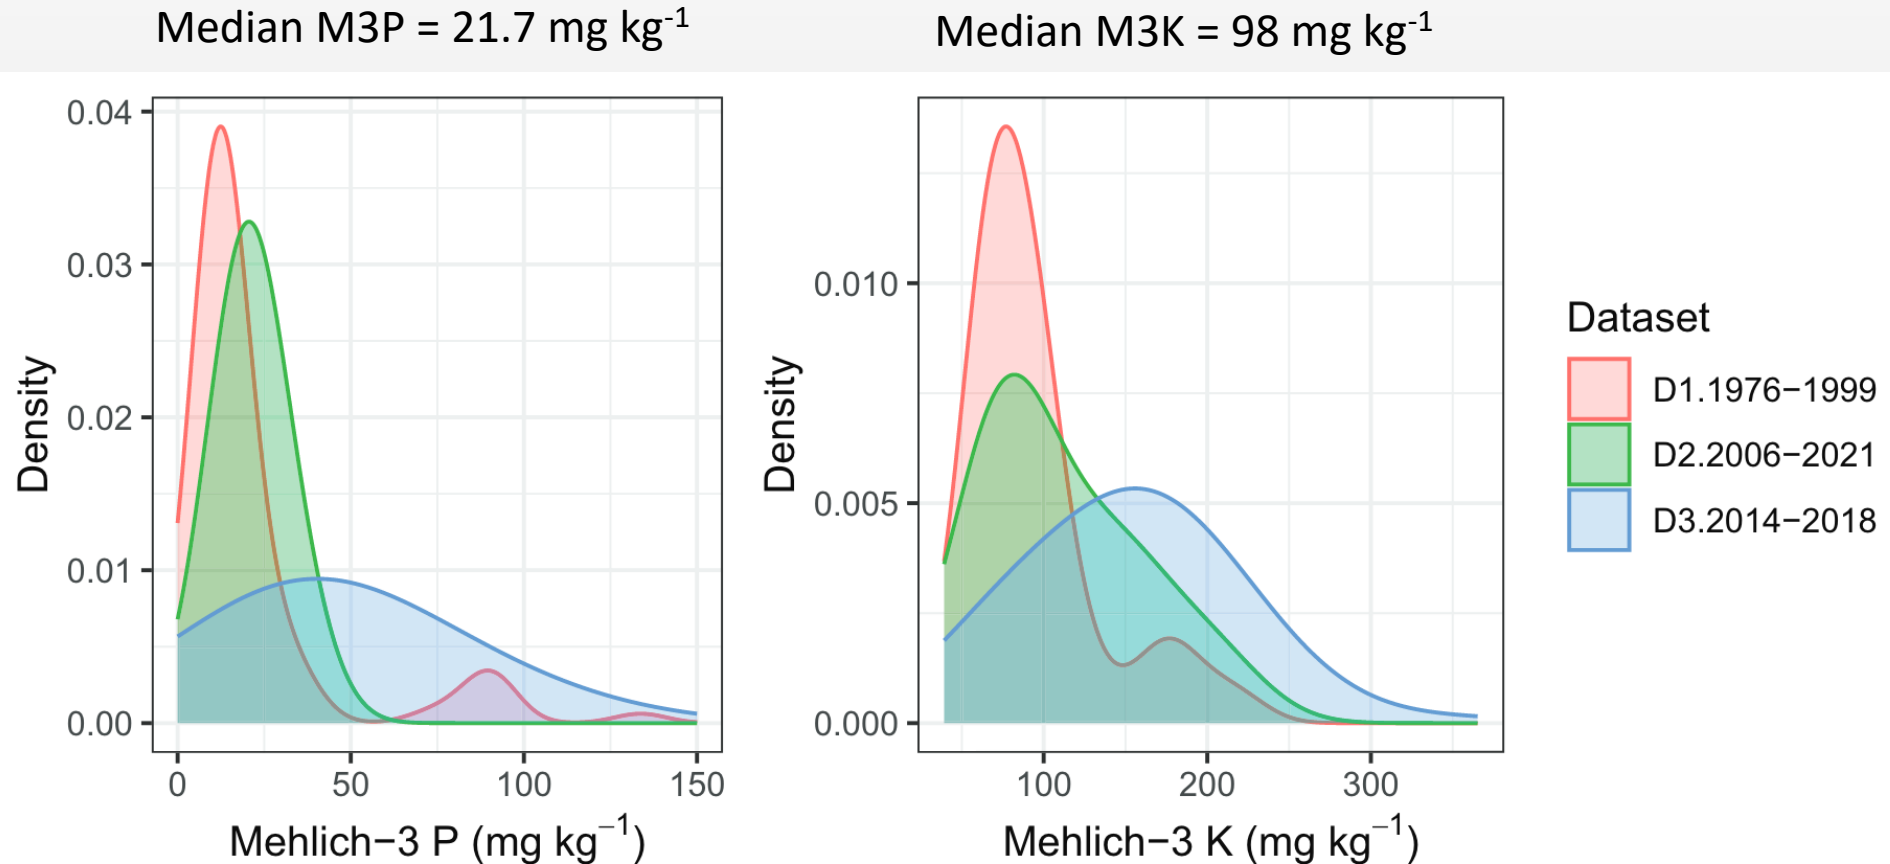 Median M3P = 21.7 mg kg-1
Median M3K = 98 mg kg-1
0.04
0.03
0.02
0.01
0.00
Density
0 50 100 150
Mehlich−3 P (mg kg−1)
0.010
0.005
0.000
Density
100 200 300
Mehlich−3 K (mg kg−1)
Dataset
D1.1976−1999
D2.2006−2021
D3.2014−2018